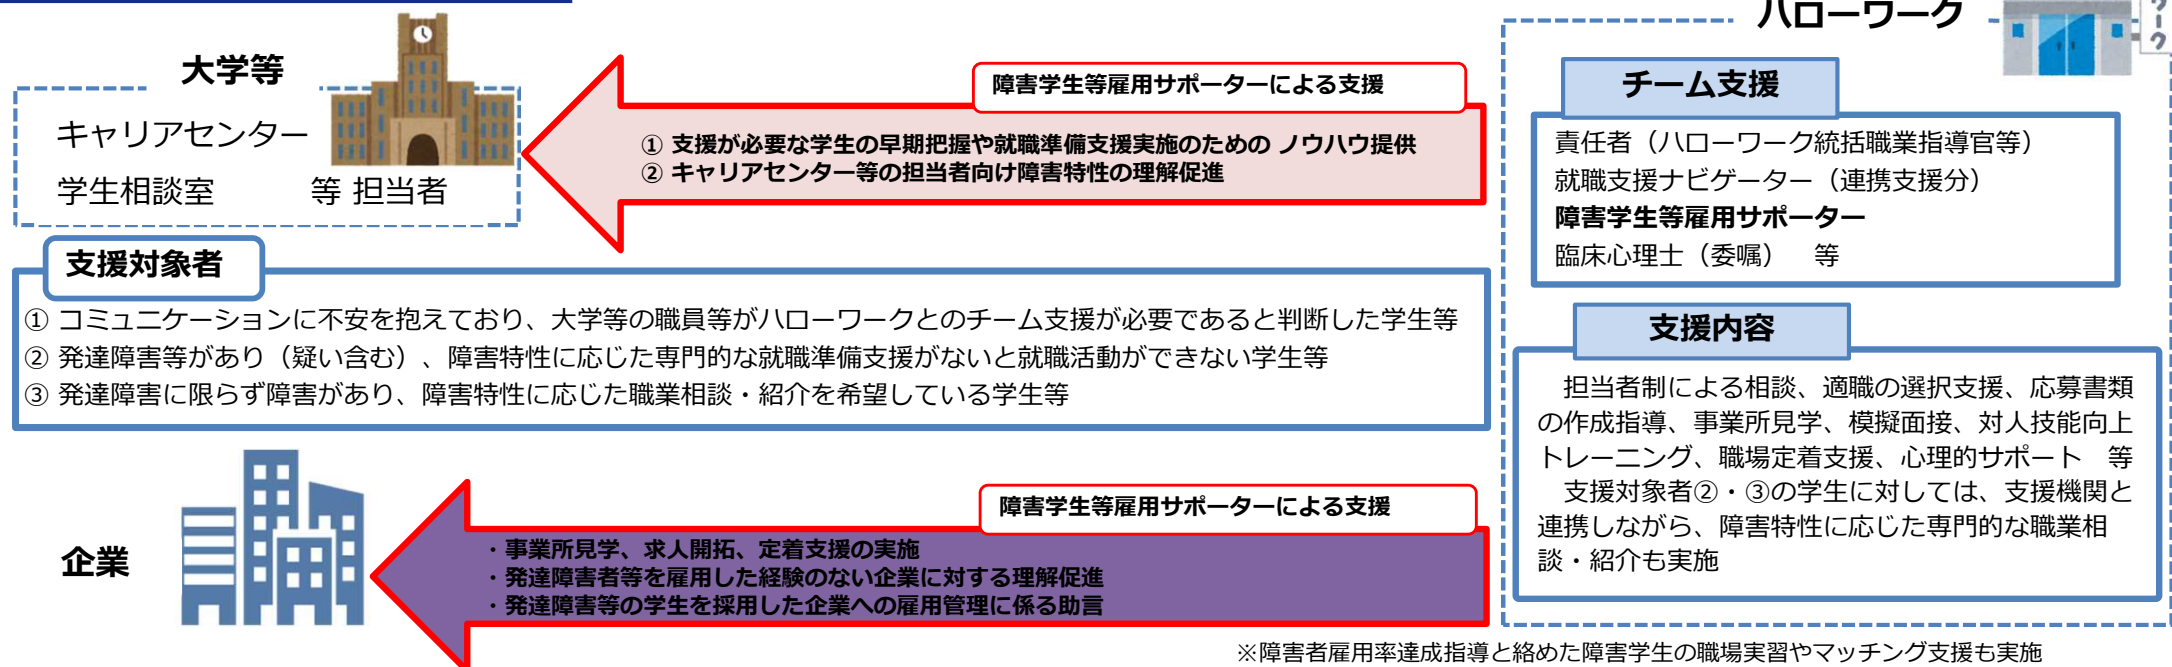 大学等
キャリアセンター
学生相談室　　　等 担当者
障害学生等雇用サポーターによる支援
① 支援が必要な学生の早期把握や就職準備支援実施のための ノウハウ提供
② キャリアセンター等の担当者向け障害特性の理解促進
支援対象者
① コミュニケーションに不安を抱えており、大学等の職員等がハローワークとのチーム支援が必要であると判断した学生等
② 発達障害等があり（疑い含む）、障害特性に応じた専門的な就職準備支援がないと就職活動ができない学生等
③ 発達障害に限らず障害があり、障害特性に応じた職業相談・紹介を希望している学生等
企業
障害学生等雇用サポーターによる支援
・事業所見学、求人開拓、定着支援の実施
・発達障害者等を雇用した経験のない企業に対する理解促進
・発達障害等の学生を採用した企業への雇用管理に係る助言
ハローワーク
ワーク
チーム支援
責任者（ハローワーク統括職業指導官等）
就職支援ナビゲーター（連携支援分）
障害学生等雇用サポーター
臨床心理士（委嘱）　等
支援内容
　担当者制による相談、適職の選択支援、応募書類
の作成指導、事業所見学、模擬面接、対人技能向上
トレーニング、職場定着支援、心理的サポート　等
　支援対象者②・③の学生に対しては、支援機関と
連携しながら、障害特性に応じた専門的な職業相
談・紹介も実施
※障害者雇用率達成指導と絡めた障害学生の職場実習やマッチング支援も実施